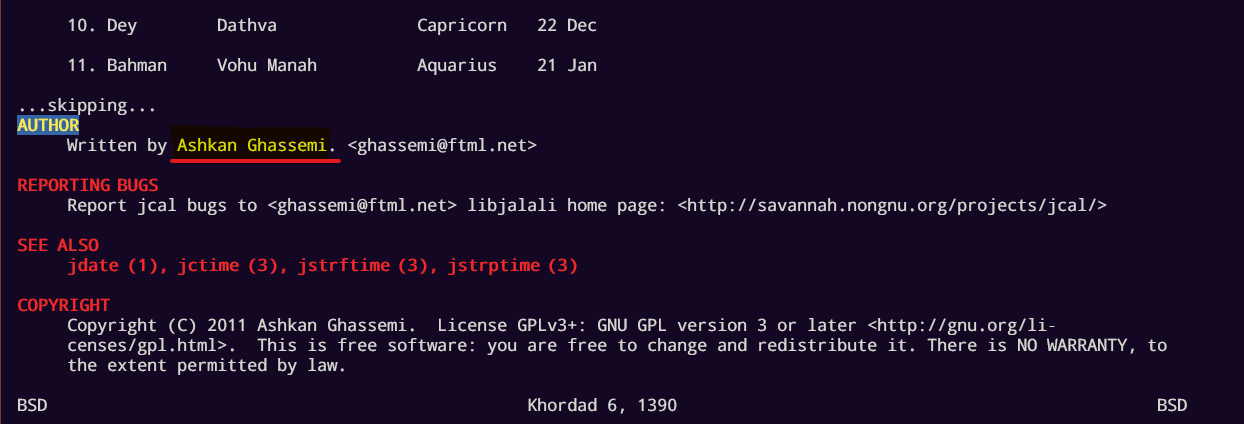 10. Dey Dathva Capricorn 22 Dec
11. Bahman Vohu Manah Aquarius 21 Jan
...skipping...
AUTHOR
Written by Ashkan Ghassemi. <ghassemi@ftml.net>
REPORTING BUGS
Report jcal bugs to <ghassemi@ftml.net> libjalali home page: <http://savannah.nongnu.org/projects/jcal/>
SEE ALSO
jdate (1), jctime (3), jstrftime (3), jstrptime (3)
COPYRIGHT
Copyright (C) 2011 Ashkan Ghassemi.  License GPLv3+: GNU GPL version 3 or later <http://gnu.org/li-
censes/gpl.html>.  This is free software: you are free to change and redistribute it. There is NO WARRANTY, to
the extent permitted by law.
BSD Khordad 6, 1390 BSD